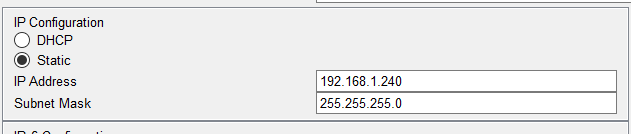 IP Configuration
DHCP
Static
IP Address 192.168.1.240
Subnet Mask 255.255.255.0